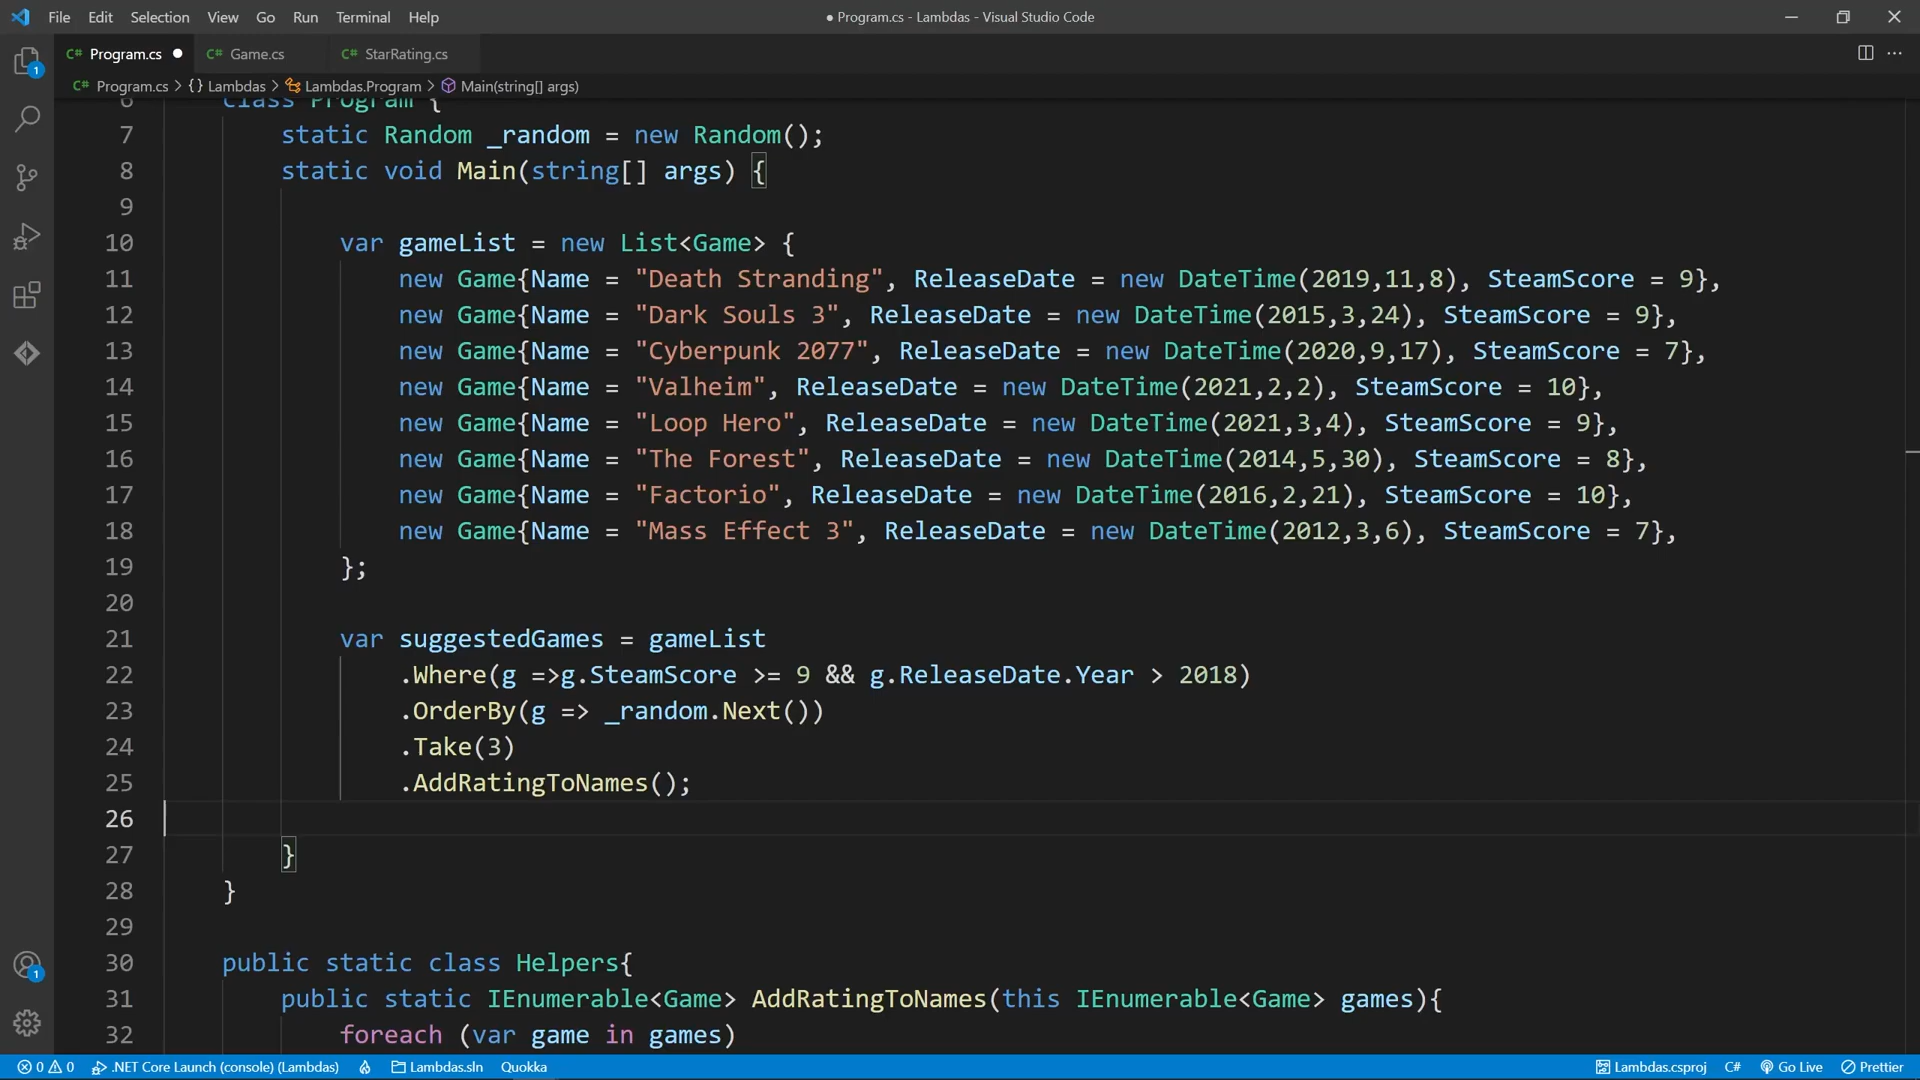 File Edit Selection View Go Run Terminal Help
● Program.cs - Lambdas - Visual Studio Code
C# Program.cs ● C# Game.cs C# StarRating.cs
C# Program.cs > {} Lambdas > Lambdas.Program > Main(string[] args)
6 class Program {
7 static Random _random = new Random();
8 static void Main(string[] args) {
9
10 var gameList = new List<Game> {
11 new Game{Name = "Death Stranding", ReleaseDate = new DateTime(2019,11,8), SteamScore = 9},
12 new Game{Name = "Dark Souls 3", ReleaseDate = new DateTime(2015,3,24), SteamScore = 9},
13 new Game{Name = "Cyberpunk 2077", ReleaseDate = new DateTime(2020,9,17), SteamScore = 7},
14 new Game{Name = "Valheim", ReleaseDate = new DateTime(2021,2,2), SteamScore = 10},
15 new Game{Name = "Loop Hero", ReleaseDate = new DateTime(2021,3,4), SteamScore = 9},
16 new Game{Name = "The Forest", ReleaseDate = new DateTime(2014,5,30), SteamScore = 8},
17 new Game{Name = "Factorio", ReleaseDate = new DateTime(2016,2,21), SteamScore = 10},
18 new Game{Name = "Mass Effect 3", ReleaseDate = new DateTime(2012,3,6), SteamScore = 7},
19 };
20
21 var suggestedGames = gameList
22 .Where(g =>g.SteamScore >= 9 && g.ReleaseDate.Year > 2018)
23 .OrderBy(g => _random.Next())
24 .Take(3)
25 .AddRatingToNames();
26
27 }
28 }
29
30 public static class Helpers{
31 public static IEnumerable<Game> AddRatingToNames(this IEnumerable<Game> games){
32 foreach (var game in games)
1
1
0 0 .NET Core Launch (console) (Lambdas) Lambdas.sln Quokka Lambdas.csproj C# Go Live Prettier